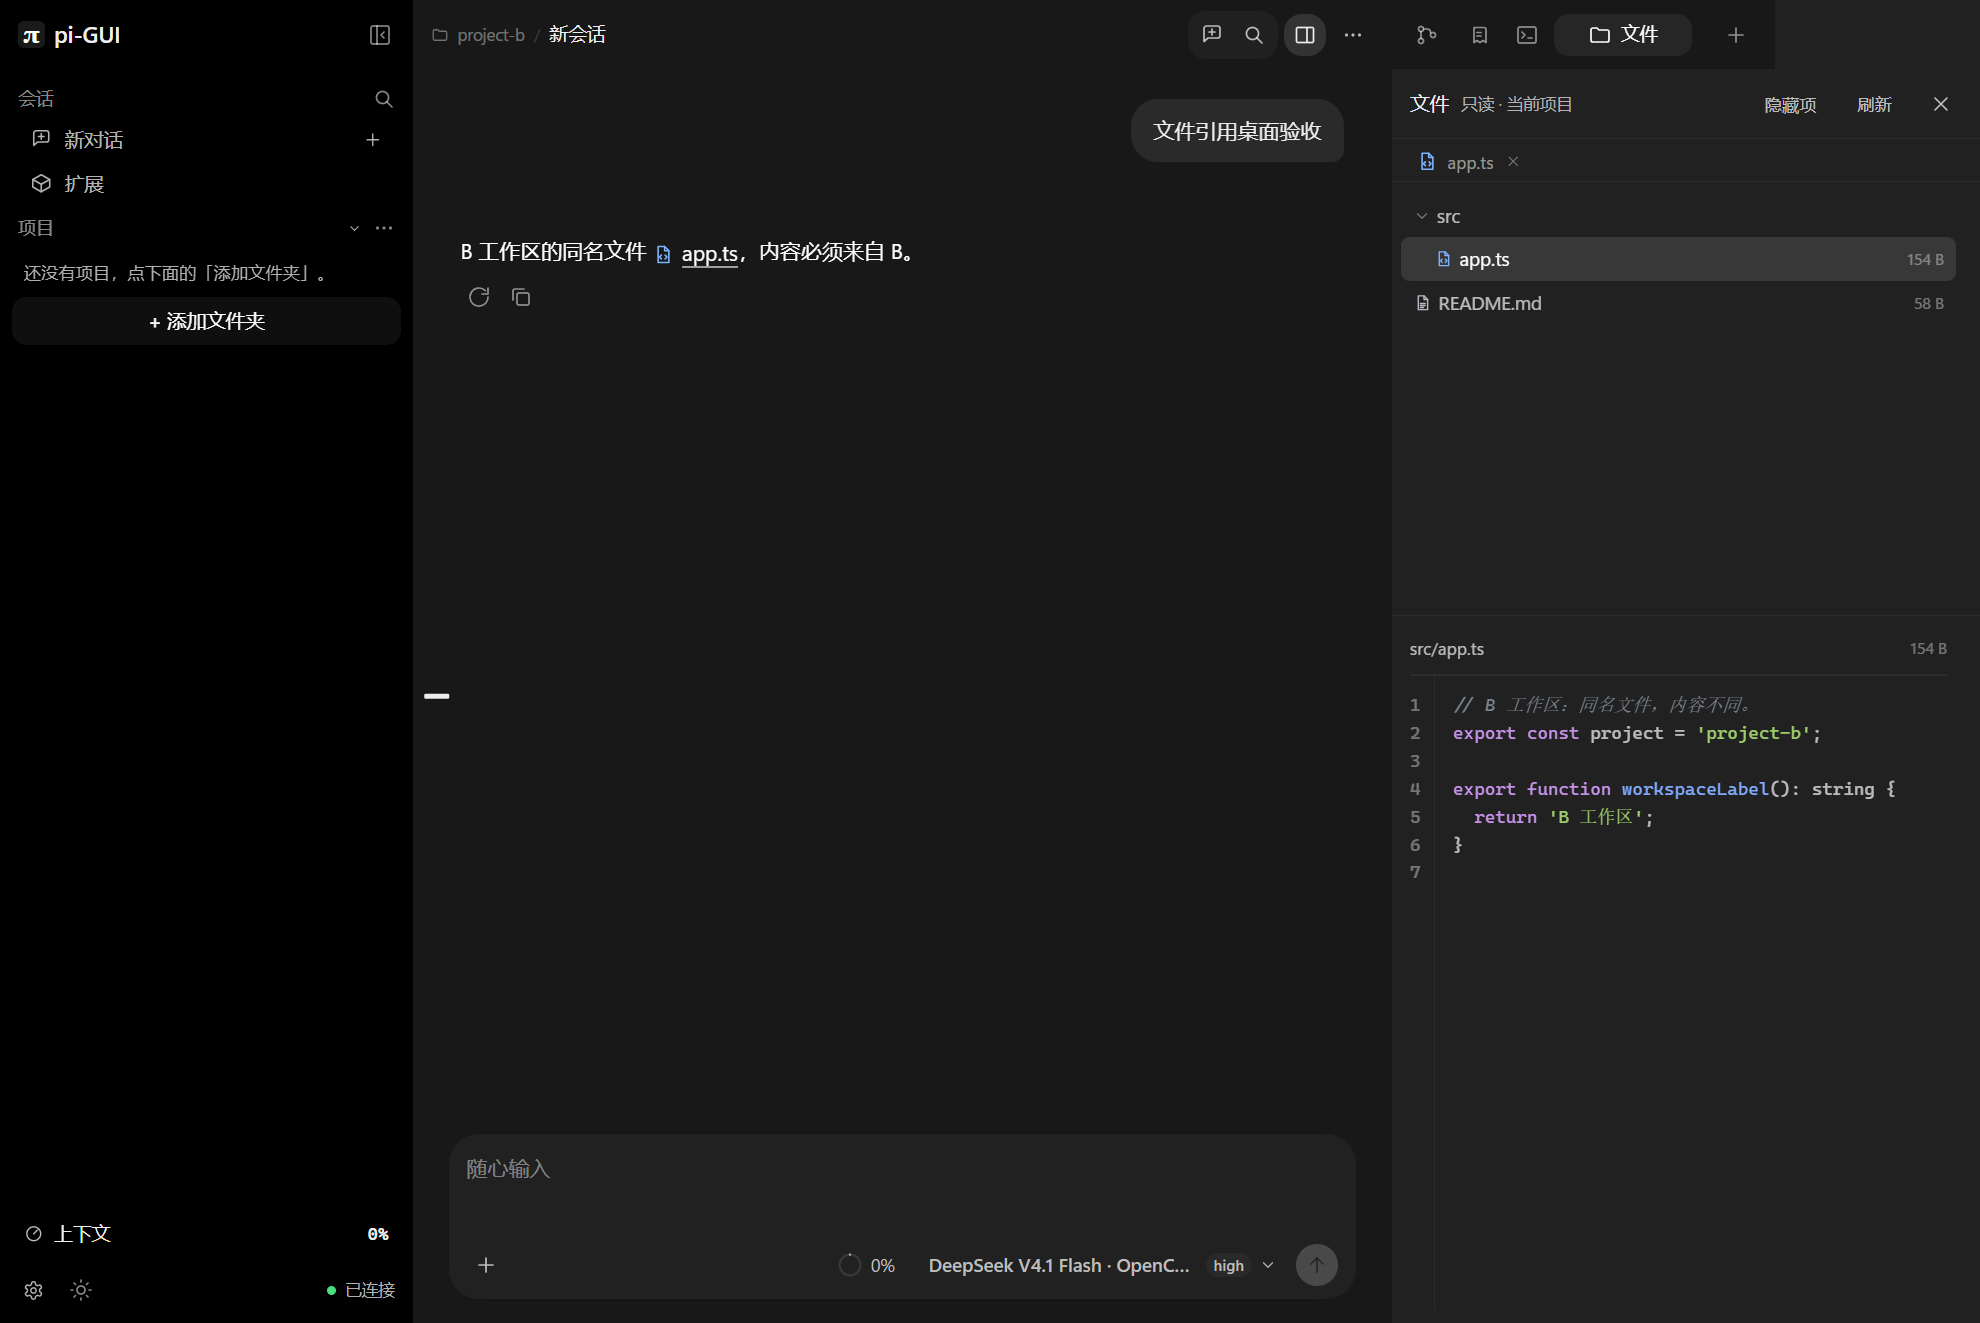 π pi-GUI
会话
新对话
扩展
项目
还没有项目，点下面的「添加文件夹」。
+ 添加文件夹
上下文 0%
已连接
project-b / 新会话
文件引用桌面验收
B 工作区的同名文件 app.ts，内容必须来自 B。
随心输入
0% DeepSeek V4.1 Flash · OpenC... high
文件
文件 只读 · 当前项目 隐藏项 刷新
app.ts
src
app.ts 154 B
README.md 58 B
src/app.ts 154 B
1 // B 工作区：同名文件，内容不同。
2 export const project = 'project-b';
3
4 export function workspaceLabel(): string {
5 return 'B 工作区';
6 }
7